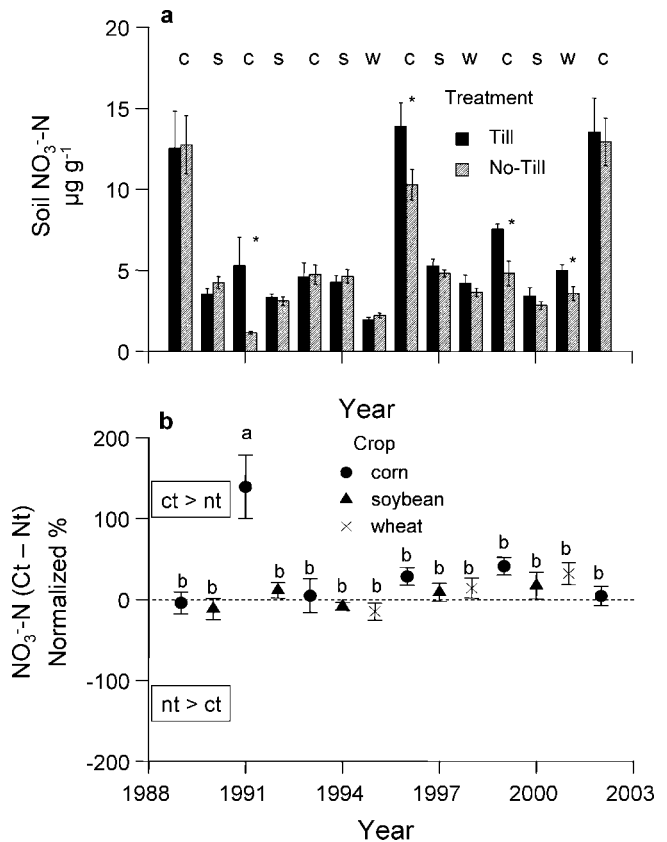 a
20
15
10
5
0
Soil NO₃⁻-N
µg g⁻¹
c s c s c s w c s w c s w c
Treatment
Till
No-Till
*
*
*
*
Year
b
200
100
0
-100
-200
NO₃⁻-N (Ct – Nt)
Normalized %
Crop
corn
soybean
wheat
ct > nt
nt > ct
a
b b b b b b b b b b b b b
1988 1991 1994 1997 2000 2003
Year